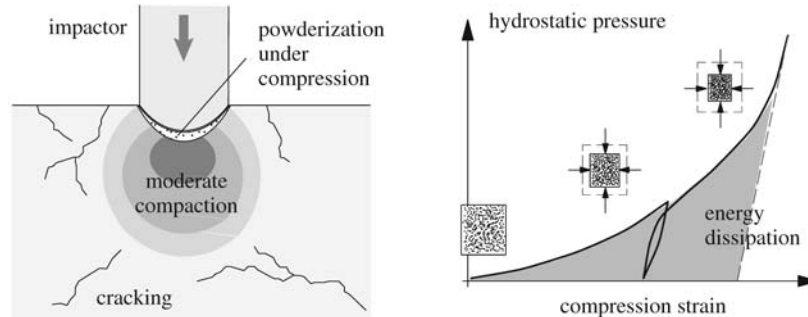 impactor
powderization
under
compression
moderate
compaction
cracking
hydrostatic pressure
energy
dissipation
compression strain